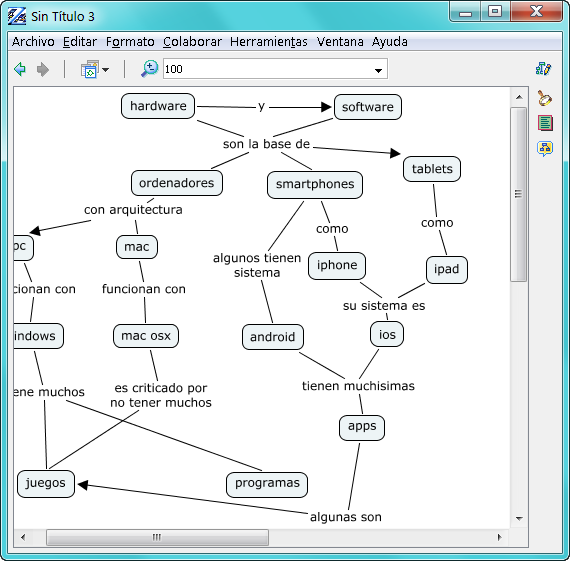 Sin Título 3
Archivo Editar Formato Colaborar Herramientas Ventana Ayuda
100
hardware y software
son la base de
ordenadores smartphones tablets
con arquitectura
como como
pc mac
algunos tienen
sistema
iphone ipad
cionan con funcionan con
su sistema es
indows mac osx android ios
ene muchos
es criticado por
no tener muchos
tienen muchisimas
apps
juegos programas
algunas son